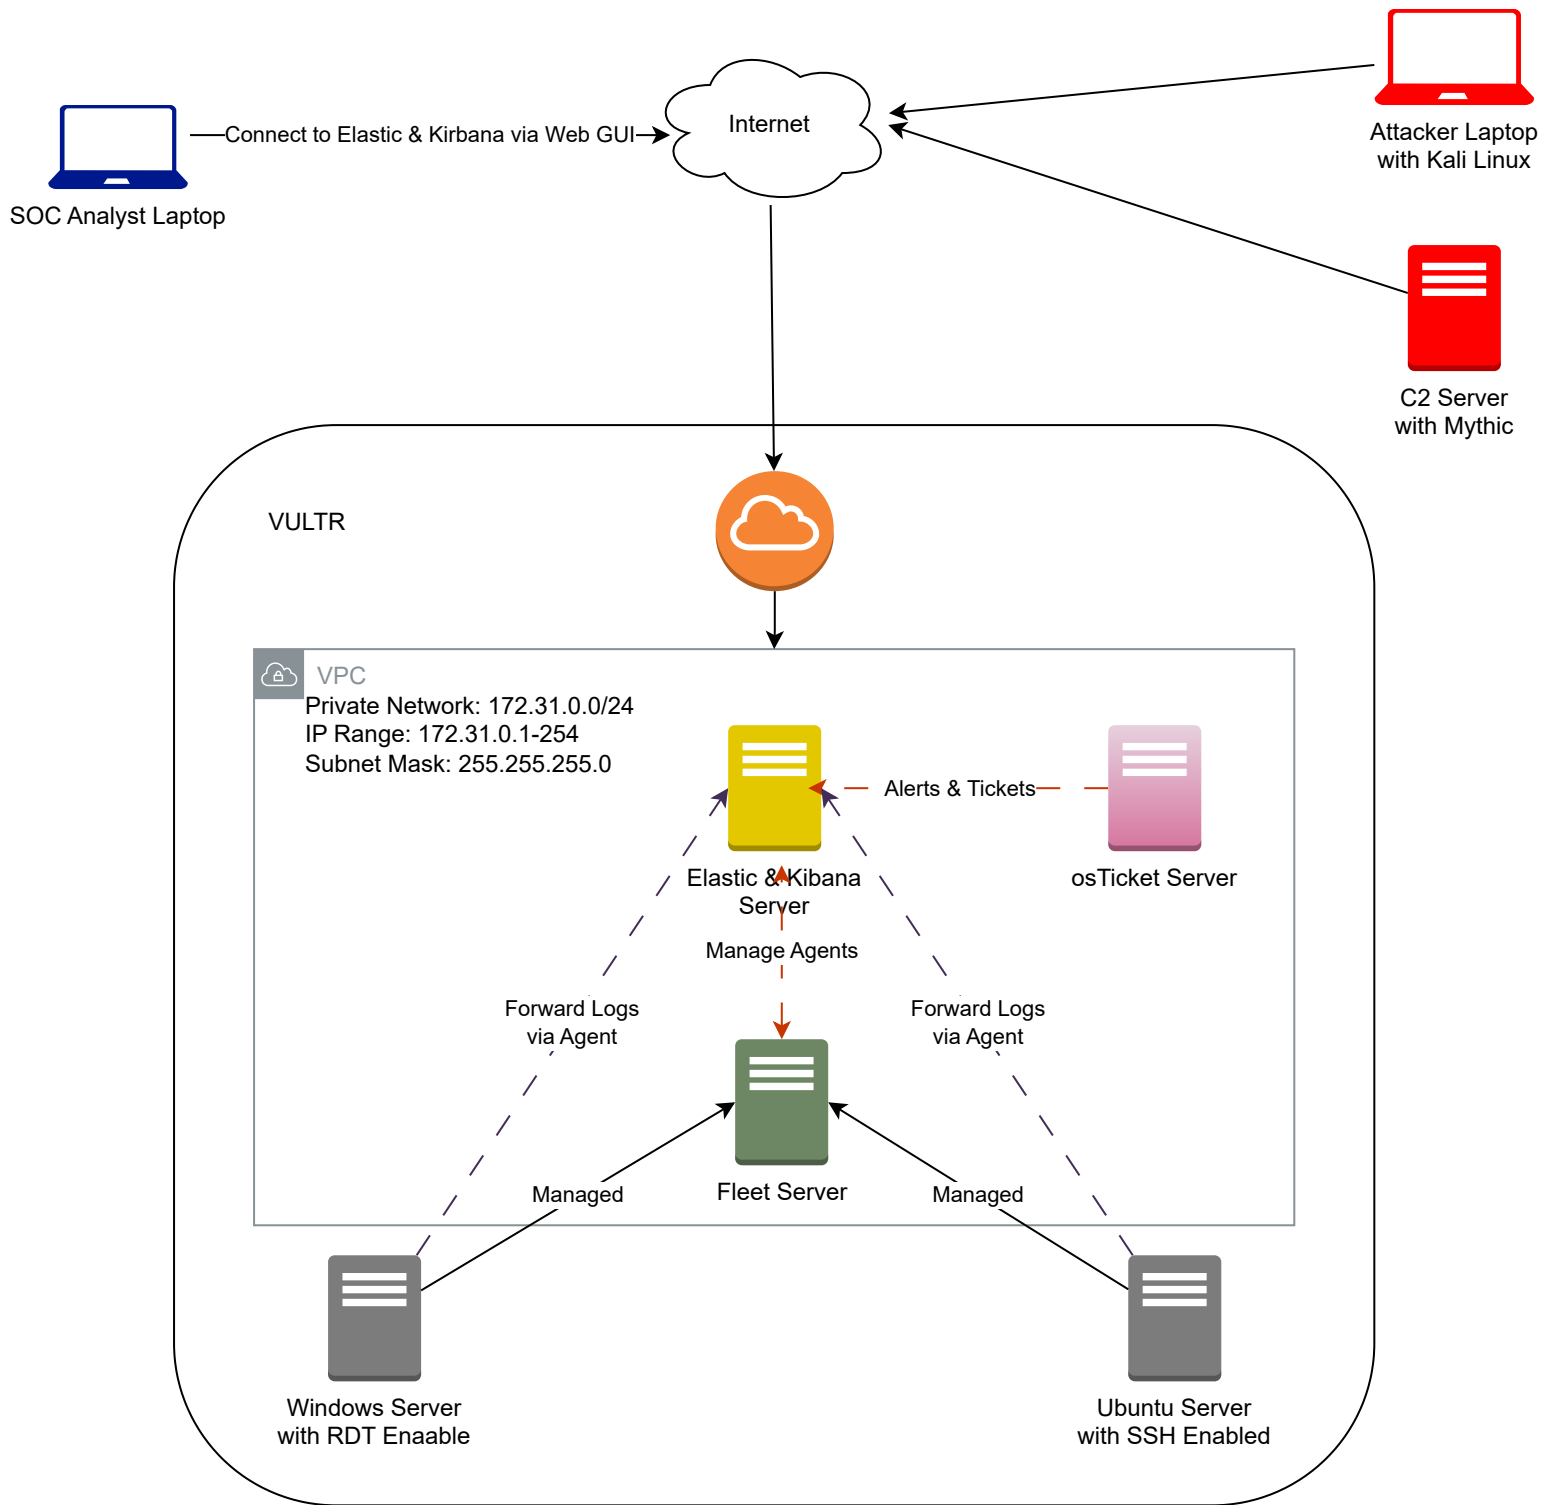 Internet
Attacker Laptop
with Kali Linux
Connect to Elastic & Kirbana via Web GUI
SOC Analyst Laptop
C2 Server
with Mythic
VULTR
VPC
Private Network: 172.31.0.0/24
IP Range: 172.31.0.1-254
Subnet Mask: 255.255.255.0
Alerts & Tickets
Elastic & Kibana
Server
osTicket Server
Manage Agents
Forward Logs
via Agent
Forward Logs
via Agent
Managed
Fleet Server
Managed
Windows Server
with RDT Enaable
Ubuntu Server
with SSH Enabled